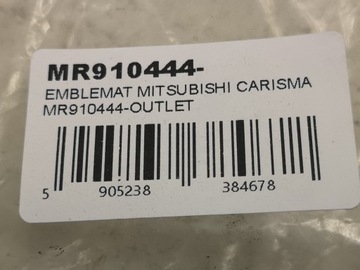 MR910444-
EMBLEMAT MITSUBISHI CARISMA
MR910444-OUTLET
5 905238 384678